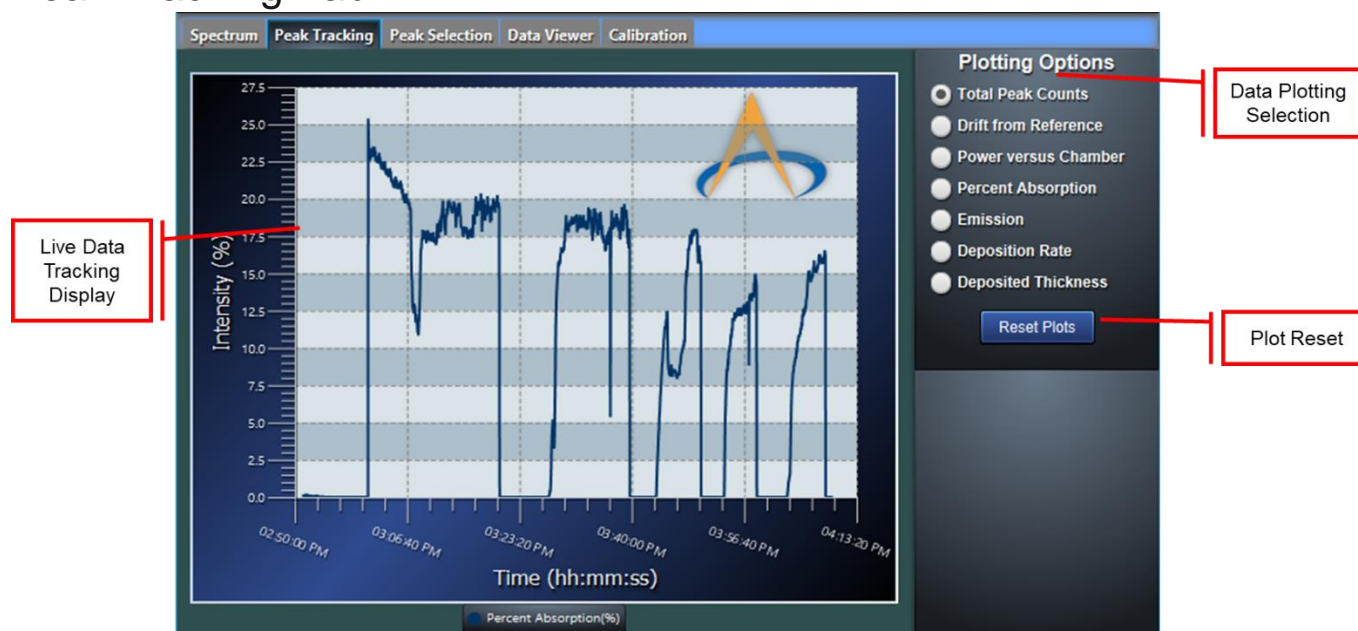 Spectrum Peak Tracking Peak Selection Data Viewer Calibration
Plotting Options
Total Peak Counts
Drift from Reference
Power versus Chamber
Percent Absorption
Emission
Deposition Rate
Deposited Thickness
Reset Plots
Data Plotting
Selection
Plot Reset
Live Data
Tracking
Display
Intensity (%)
27.5
25.0
22.5
20.0
17.5
15.0
12.5
10.0
7.5
5.0
2.5
0.0
02:50:00 PM
03:06:40 PM
03:23:20 PM
03:40:00 PM
03:56:40 PM
04:13:20 PM
Time (hh:mm:ss)
Percent Absorption(%)